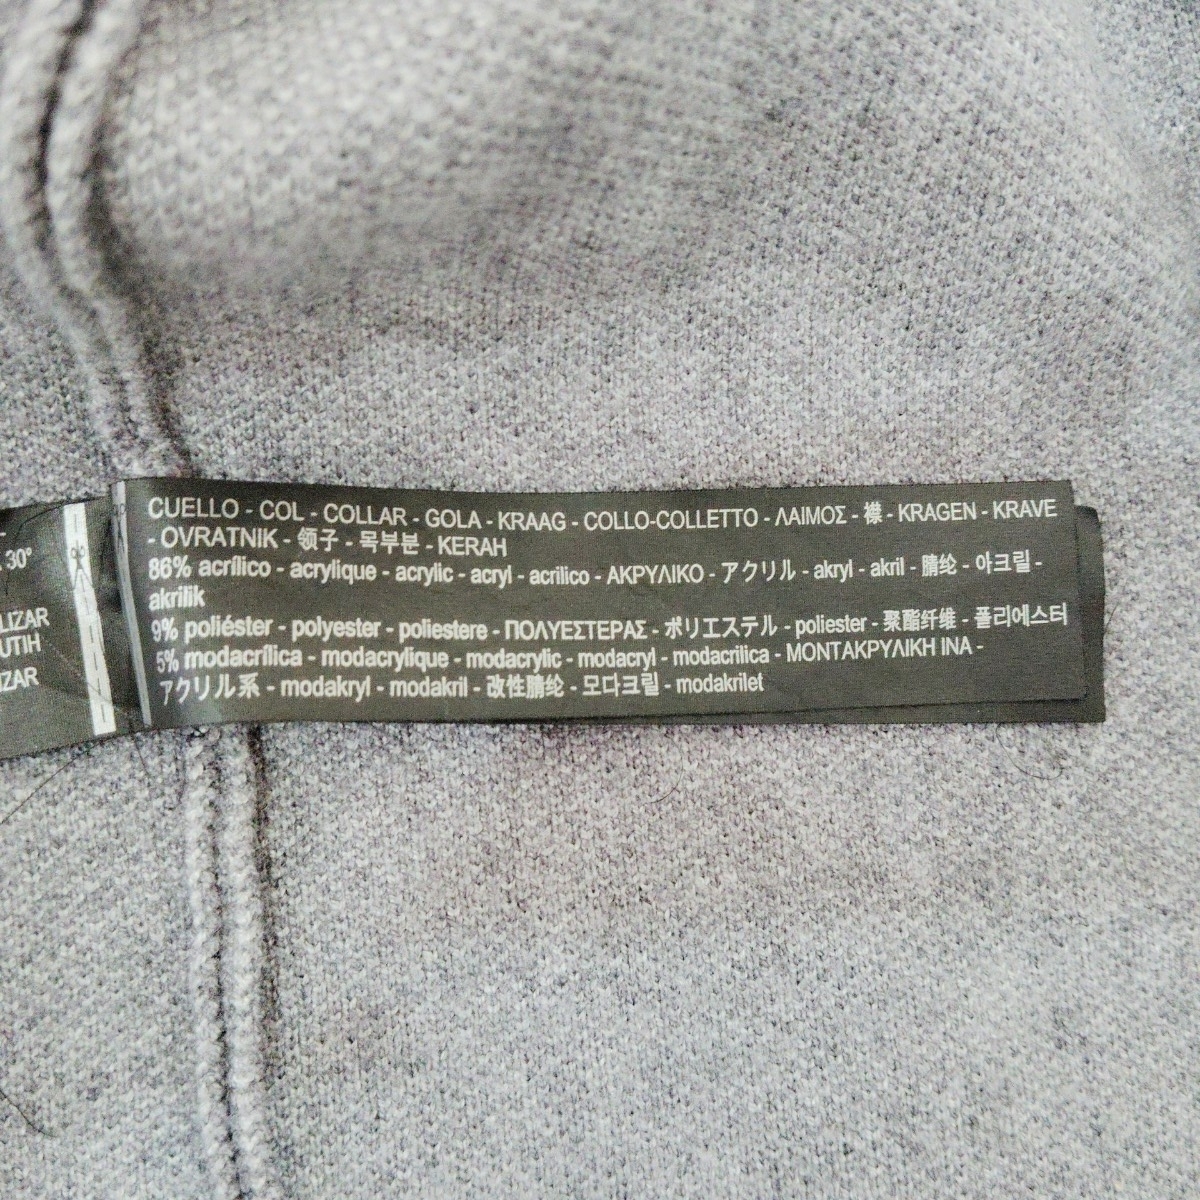 CUELLO - COL - COLLAR - GOLA - KRAAG - COLLO-COLLETTO - ΛΑΙΜΟΣ - 襟 - KRAGEN - KRAVE
- OVRATNIK - 领子 - 목부분 - KERAH
86% acrílico - acrylique - acrylic - acryl - acrilico - ΑΚΡΥΛΙΚΟ - アクリル - akryl - akril - 腈纶 - 아크릴 -
akrilik
9% poliéster - polyester - poliestere - ΠΟΛΥΕΣΤΕΡΑΣ - ポリエステル - poliester - 聚酯纤维 - 폴리에스터
5% modacrílica - modacrylique - modacrylic - modacryl - modacrilica - ΜΟΝΤΑΚΡΥΛΙΚΗ ΙΝΑ -
アクリル系 - modakryl - modakril - 改性腈纶 - 모다크릴 - modakrilet
30°